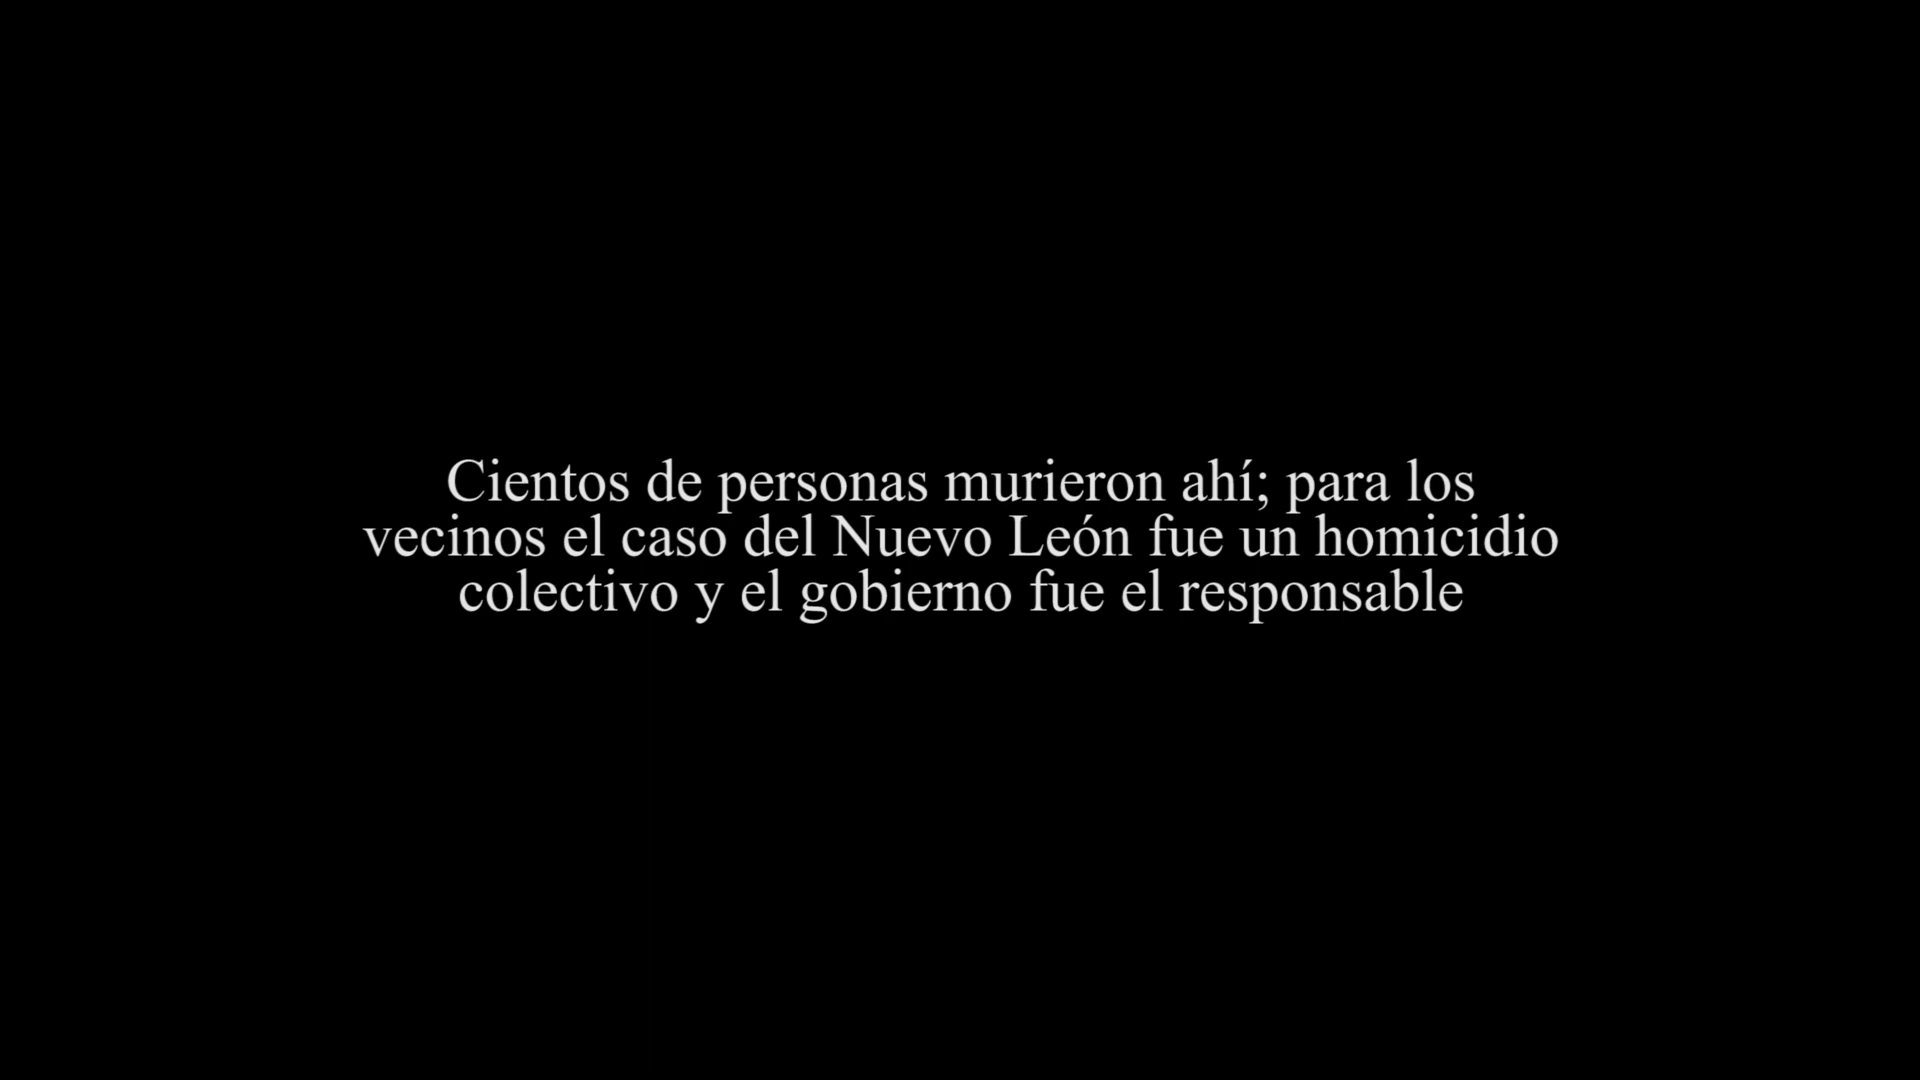 Cientos de personas murieron ahí; para los
vecinos el caso del Nuevo León fue un homicidio
colectivo y el gobierno fue el responsable